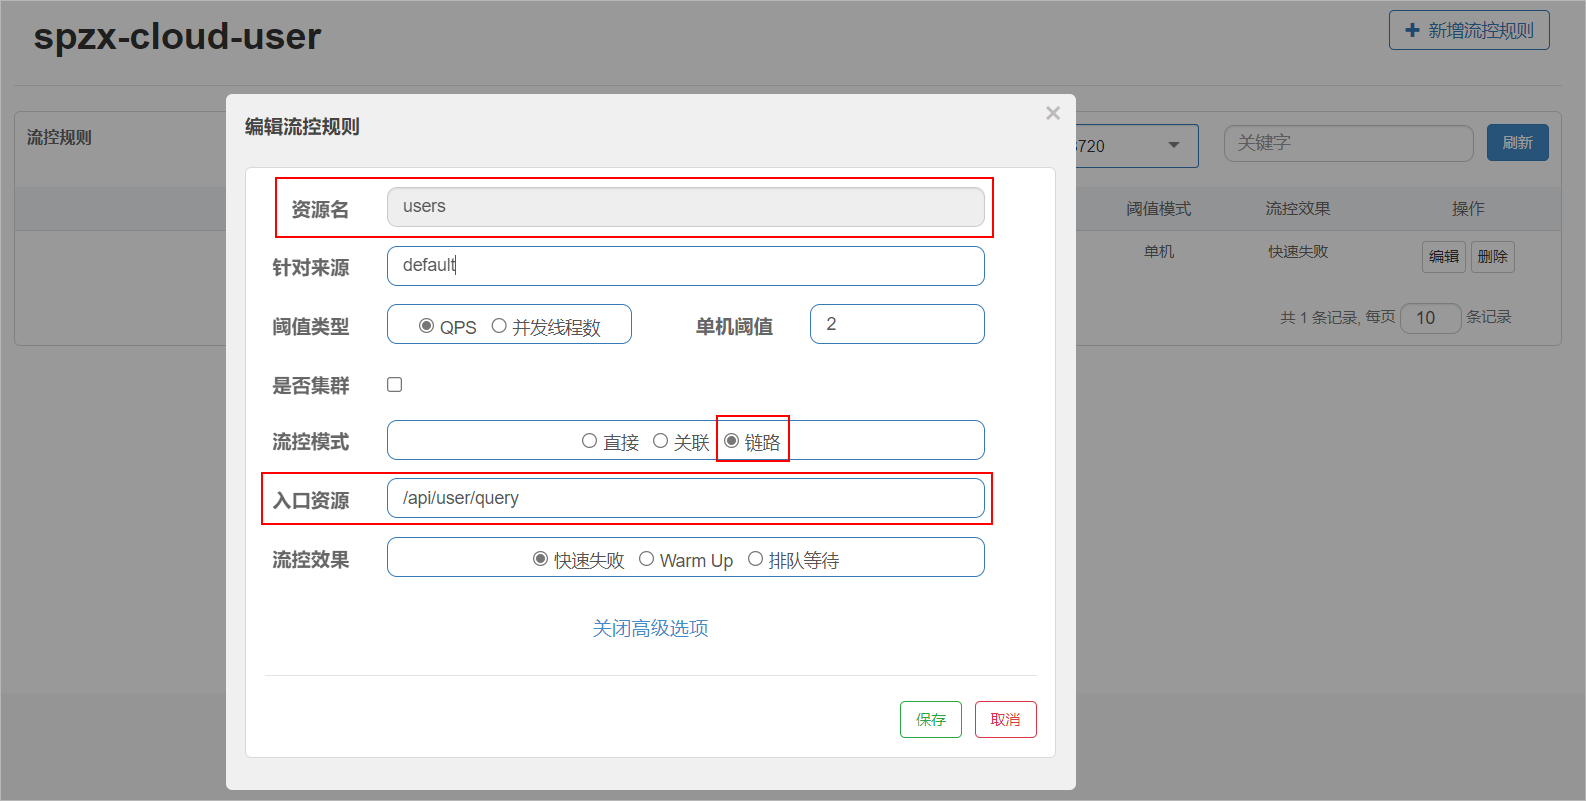 spzx-cloud-user
+ 新增流控规则
流控规则
720
关键字
刷新
阈值模式 流控效果 操作
单机 快速失败 编辑 删除
共 1 条记录, 每页 10 条记录
编辑流控规则 ×
资源名 users
针对来源 default
阈值类型 QPS 并发线程数 单机阈值 2
是否集群
流控模式 直接 关联 链路
入口资源 /api/user/query
流控效果 快速失败 Warm Up 排队等待
关闭高级选项
保存 取消